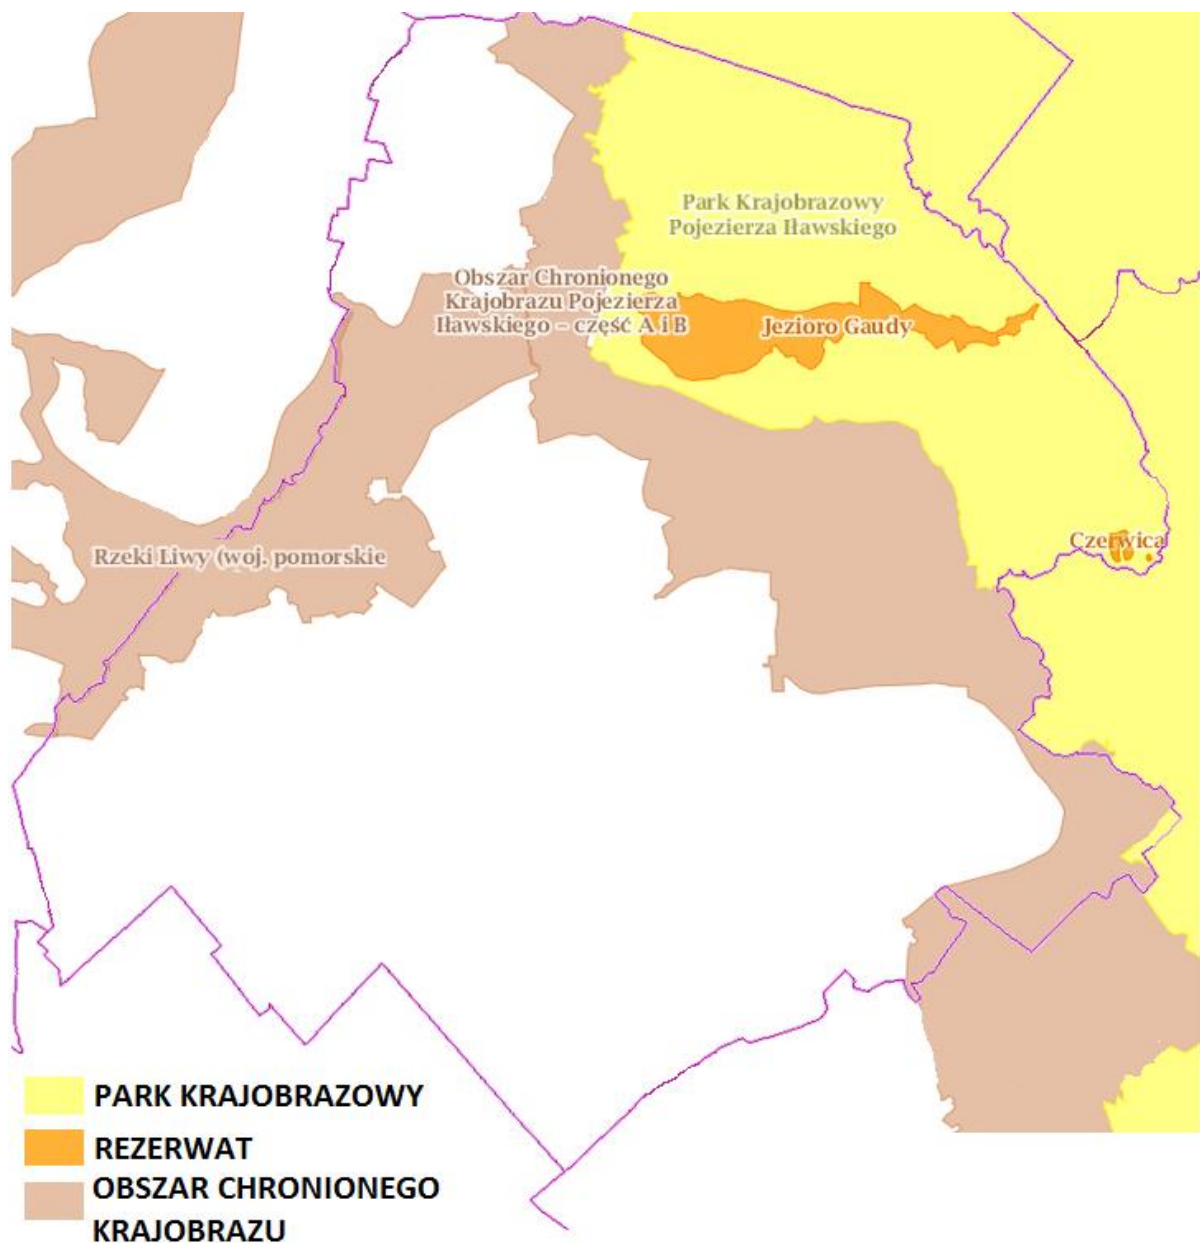 Park Krajobrazowy
Pojezierza Iławskiego
Obszar Chronionego
Krajobrazu Pojezierza
Iławskiego - część A i B
Jezioro Gaudy
Czerwica
Rzeki Liwy (woj. pomorskie
PARK KRAJOBRAZOWY
REZERWAT
OBSZAR CHRONIONEGO
KRAJOBRAZU